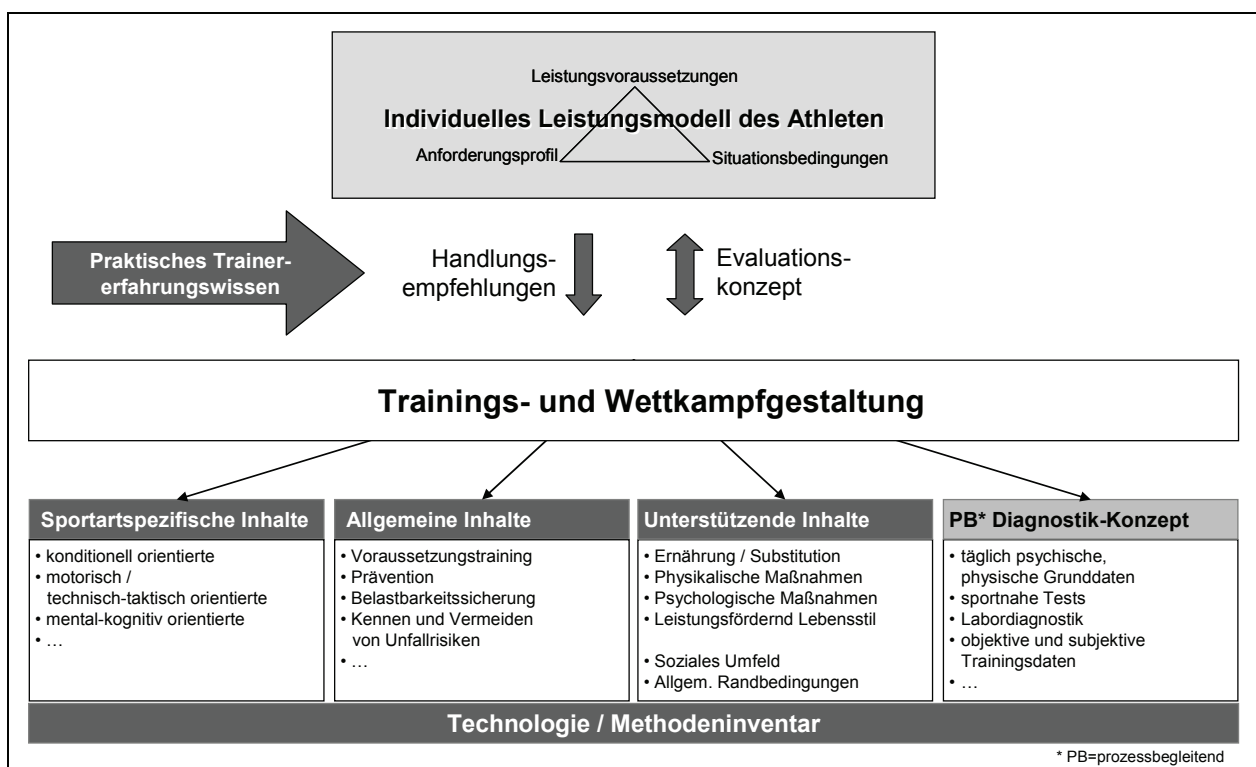 Leistungsvoraussetzungen
Individuelles Leistungsmodell des Athleten
Anforderungsprofil
Situationsbedingungen
Praktisches Trainer-
erfahrungswissen
Handlungs-
empfehlungen
Evaluations-
konzept
Trainings- und Wettkampfgestaltung
Sportartspezifische Inhalte
• konditionell orientierte
• motorisch /
technisch-taktisch orientierte
• mental-kognitiv orientierte
• …
Allgemeine Inhalte
• Voraussetzungstraining
• Prävention
• Belastbarkeitssicherung
• Kennen und Vermeiden
von Unfallrisiken
• …
Unterstützende Inhalte
• Ernährung / Substitution
• Physikalische Maßnahmen
• Psychologische Maßnahmen
• Leistungsfördernd Lebensstil
• Soziales Umfeld
• Allgem. Randbedingungen
PB* Diagnostik-Konzept
• täglich psychische,
physische Grunddaten
• sportnahe Tests
• Labordiagnostik
• objektive und subjektive
Trainingsdaten
• …
Technologie / Methodeninventar
* PB=prozessbegleitend